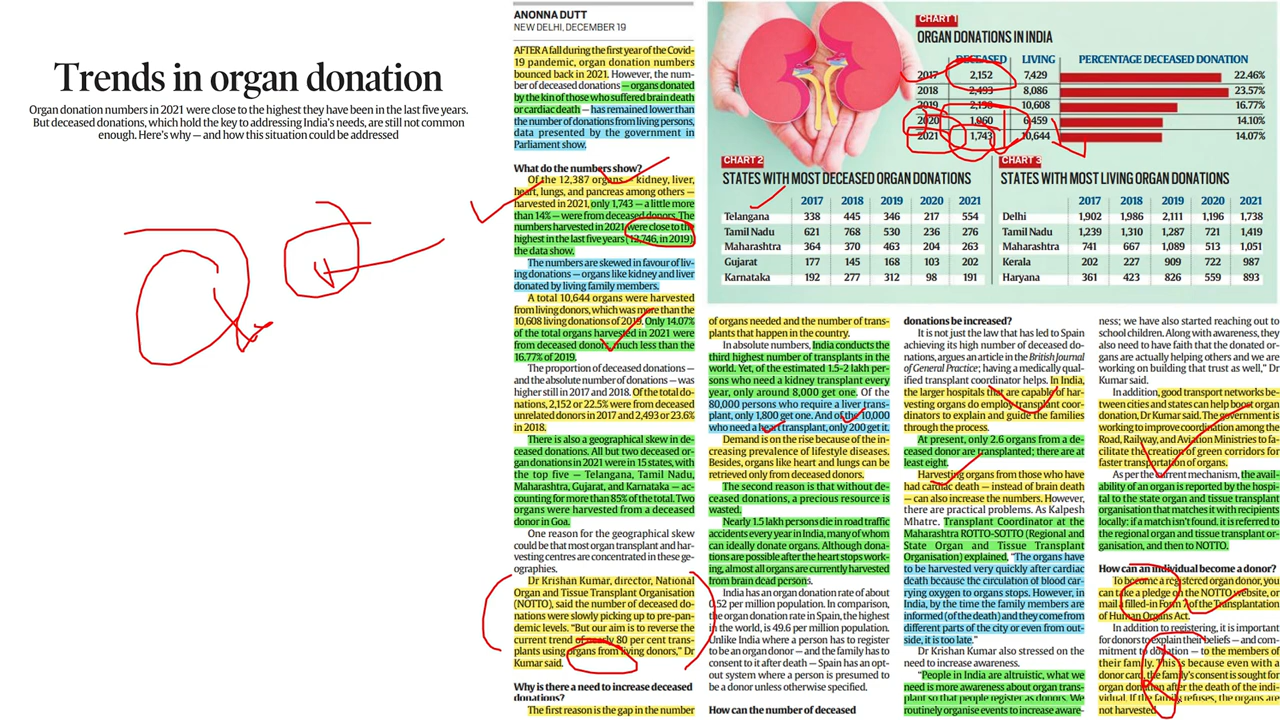 Trends in organ donation
Organ donation numbers in 2021 were close to the highest they have been in the last five years.
But deceased donations, which hold the key to addressing India's needs, are still not common
enough. Here's why — and how this situation could be addressed
ANONNA DUTT
NEW DELHI, DECEMBER 19
AFTER A fall during the first year of the Covid-
19 pandemic, organ donation numbers
bounced back in 2021. However, the num-
ber of deceased donations — organs donated
by the kin of those who suffered brain death
or cardiac death — has remained lower than
the number of donations from living persons,
data presented by the government in
Parliament show.
What do the numbers show?
Of the 12,387 organs — kidney, liver,
heart, lungs, and pancreas among others —
harvested in 2021, only 1,743 — a little more
than 14% — were from deceased donors. The
numbers harvested in 2021 were close to the
highest in the last five years (12,746, in 2019),
the data show.
The numbers are skewed in favour of liv-
ing donations — organs like kidney and liver
donated by living family members.
A total 10,644 organs were harvested
from living donors, which was more than the
10,608 living donations of 2019. Only 14.07%
of the total organs harvested in 2021 were
from deceased donors, much less than the
16.77% of 2019.
The proportion of deceased donations —
and the absolute number of donations — was
higher still in 2017 and 2018. Of the total do-
nations, 2,152 or 22.5% were from deceased
unrelated donors in 2017 and 2,493 or 23.6%
in 2018.
There is also a geographical skew in de-
ceased donations. All but two deceased or-
gan donations in 2021 were in 15 states, with
the top five — Telangana, Tamil Nadu,
Maharashtra, Gujarat, and Karnataka — ac-
counting for more than 85% of the total. Two
organs were harvested from a deceased
donor in Goa.
One reason for the geographical skew
could be that most organ transplant and har-
vesting centres are concentrated in these ge-
ographies.
Dr Krishan Kumar, director, National
Organ and Tissue Transplant Organisation
(NOTTO), said the number of deceased do-
nations were slowly picking up to pre-pan-
demic levels. "But our aim is to reverse the
current trend of nearly 80 per cent trans-
plants using organs from living donors," Dr
Kumar said.
Why is there a need to increase deceased
donations?
The first reason is the gap in the number
CHART 1
ORGAN DONATIONS IN INDIA
DECEASED LIVING PERCENTAGE DECEASED DONATION
2017 2,152 7,429 22.46%
2018 2,493 8,086 23.57%
2019 10,608 16.77%
2020 1,960 6,459 14.10%
2021 1,743 10,644 14.07%
CHART 2
STATES WITH MOST DECEASED ORGAN DONATIONS
2017 2018 2019 2020 2021
Telangana 338 445 346 217 554
Tamil Nadu 621 768 530 236 276
Maharashtra 364 370 463 204 263
Gujarat 177 145 168 103 202
Karnataka 192 277 312 98 191
CHART 3
STATES WITH MOST LIVING ORGAN DONATIONS
2017 2018 2019 2020 2021
Delhi 1,902 1,986 2,111 1,196 1,738
Tamil Nadu 1,239 1,310 1,287 721 1,419
Maharashtra 741 667 1,089 513 1,051
Kerala 202 227 909 722 987
Haryana 361 423 826 559 893
of organs needed and the number of trans-
plants that happen in the country.
In absolute numbers, India conducts the
third highest number of transplants in the
world. Yet, of the estimated 1.5-2 lakh per-
sons who need a kidney transplant every
year, only around 8,000 get one. Of the
80,000 persons who require a liver trans-
plant, only 1,800 get one. And of the 10,000
who need a heart transplant, only 200 get it.
Demand is on the rise because of the in-
creasing prevalence of lifestyle diseases.
Besides, organs like heart and lungs can be
retrieved only from deceased donors.
The second reason is that without de-
ceased donations, a precious resource is
wasted.
Nearly 1.5 lakh persons die in road traffic
accidents every year in India, many of whom
can ideally donate organs. Although dona-
tions are possible after the heart stops work-
ing, almost all organs are currently harvested
from brain dead persons.
India has an organ donation rate of about
0.52 per million population. In comparison,
the organ donation rate in Spain, the highest
in the world, is 49.6 per million population.
Unlike India where a person has to register
to be an organ donor — and the family has to
consent to it after death — Spain has an opt-
out system where a person is presumed to
be a donor unless otherwise specified.
How can the number of deceased
donations be increased?
It is not just the law that has led to Spain
achieving its high number of deceased do-
nations, argues an article in the British Journal
of General Practice; having a medically qual-
ified transplant coordinator helps. In India,
the larger hospitals that are capable of har-
vesting organs do employ transplant coor-
dinators to explain and guide the families
through the process.
At present, only 2.6 organs from a de-
ceased donor are transplanted; there are at
least eight.
Harvesting organs from those who have
had cardiac death — instead of brain death
— can also increase the numbers. However,
there are practical problems. As Kalpesh
Mhatre, Transplant Coordinator at the
Maharashtra ROTTO-SOTTO (Regional and
State Organ and Tissue Transplant
Organisation) explained, "The organs have
to be harvested very quickly after cardiac
death because the circulation of blood car-
rying oxygen to organs stops. However, in
India, by the time the family members are
informed (of the death) and they come from
different parts of the city or even from out-
side, it is too late."
Dr Krishan Kumar also stressed on the
need to increase awareness.
"People in India are altruistic, what we
need is more awareness about organ trans-
plant so that people register as donors. We
routinely organise events to increase aware-
ness; we have also started reaching out to
school children. Along with awareness, they
also need to have faith that the donated or-
gans are actually helping others and we are
working on building that trust as well," Dr
Kumar said.
In addition, good transport networks be-
tween cities and states can help boost organ
donation, Dr Kumar said. The government is
working to improve coordination among the
Road, Railway, and Aviation Ministries to fa-
cilitate the creation of green corridors for
faster transportation of organs.
As per the current mechanism, the avail-
ability of an organ is reported by the hospi-
tal to the state organ and tissue transplant
organisation that matches it with recipients
locally: if a match isn't found, it is referred to
the regional organ and tissue transplant or-
ganisation, and then to NOTTO.
How can an individual become a donor?
To become a registered organ donor, you
can take a pledge on the NOTTO website, or
mail a filled-in Form 7 of the Transplantation
of Human Organs Act.
In addition to registering, it is important
for donors to explain their beliefs — and com-
mitment to donation — to the members of
their family. This is because even with a
donor card, the family's consent is sought for
organ donation after the death of the indi-
vidual. If the family refuses, the organs are
not harvested.